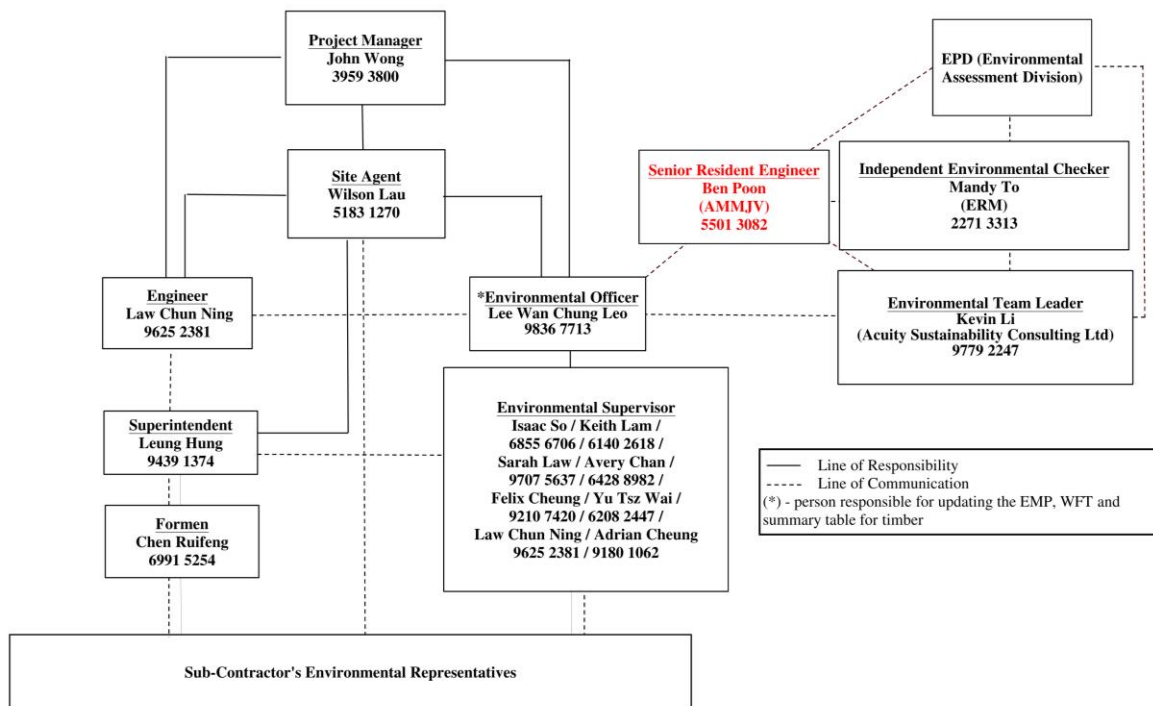 Project Manager
John Wong
3959 3800
EPD (Environmental
Assessment Division)
Site Agent
Wilson Lau
5183 1270
Senior Resident Engineer
Ben Poon
(AMMJV)
5501 3082
Independent Environmental Checker
Mandy To
(ERM)
2271 3313
Engineer
Law Chun Ning
9625 2381
*Environmental Officer
Lee Wan Chung Leo
9836 7713
Environmental Team Leader
Kevin Li
(Acuity Sustainability Consulting Ltd)
9779 2247
Superintendent
Leung Hung
9439 1374
Environmental Supervisor
Isaac So / Keith Lam /
6855 6706 / 6140 2618 /
Sarah Law / Avery Chan /
9707 5637 / 6428 8982 /
Felix Cheung / Yu Tsz Wai /
9210 7420 / 6208 2447 /
Law Chun Ning / Adrian Cheung
9625 2381 / 9180 1062
Line of Responsibility
Line of Communication
(*) - person responsible for updating the EMP, WFT and
summary table for timber
Formen
Chen Ruifeng
6991 5254
Sub-Contractor's Environmental Representatives